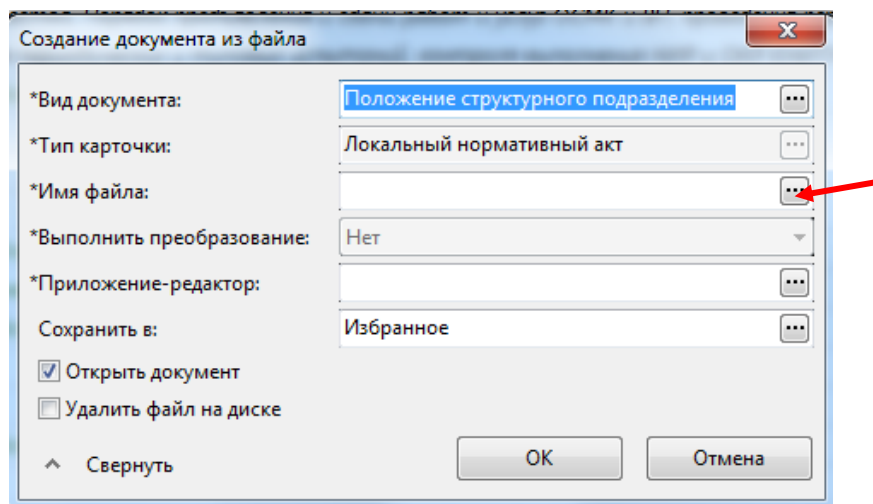 Создание документа из файла
*Вид документа: Положение структурного подразделения
*Тип карточки: Локальный нормативный акт
*Имя файла:
*Выполнить преобразование: Нет
*Приложение-редактор:
Сохранить в: Избранное
Открыть документ
Удалить файл на диске
Свернуть OK Отмена